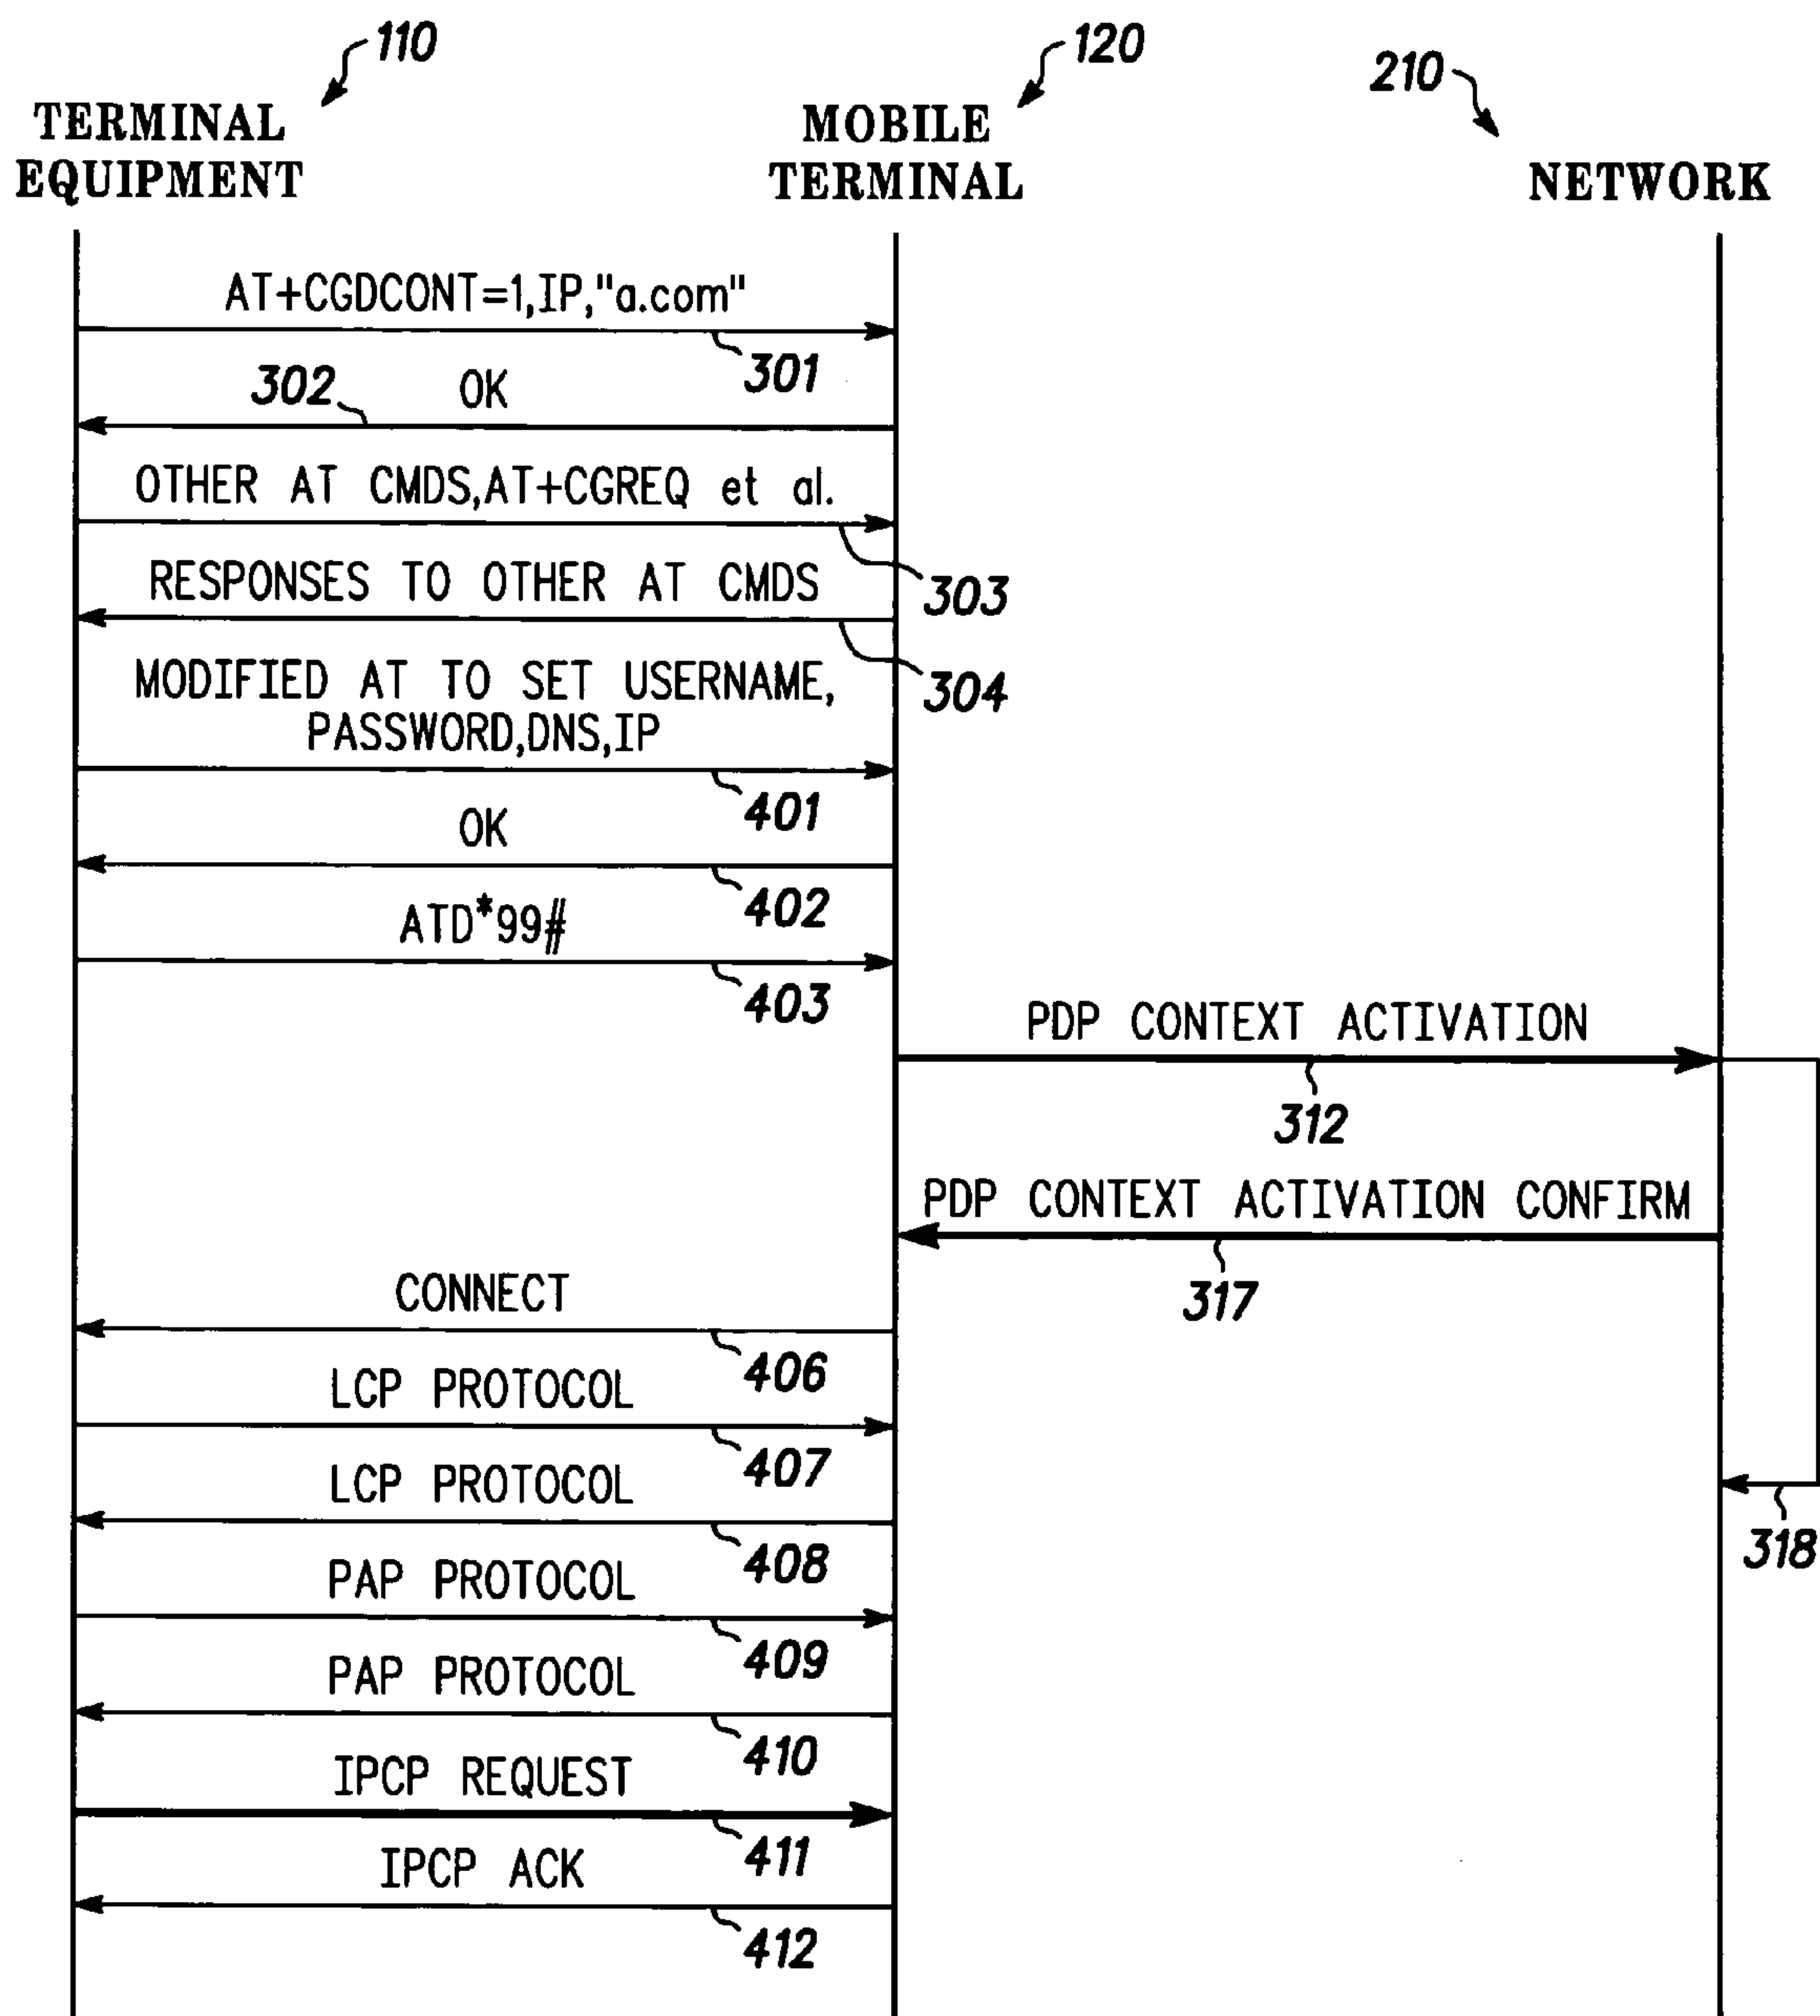 110
120
210
TERMINAL
EQUIPMENT
MOBILE
TERMINAL
NETWORK
AT+CGDCONT=1,IP,"a.com"
301
302
OK
OTHER AT CMDS,AT+CGREQ et al.
303
RESPONSES TO OTHER AT CMDS
304
MODIFIED AT TO SET USERNAME,
PASSWORD,DNS,IP
401
OK
402
ATD*99#
403
PDP CONTEXT ACTIVATION
312
PDP CONTEXT ACTIVATION CONFIRM
317
CONNECT
406
LCP PROTOCOL
407
LCP PROTOCOL
408
318
PAP PROTOCOL
409
PAP PROTOCOL
410
IPCP REQUEST
411
IPCP ACK
412